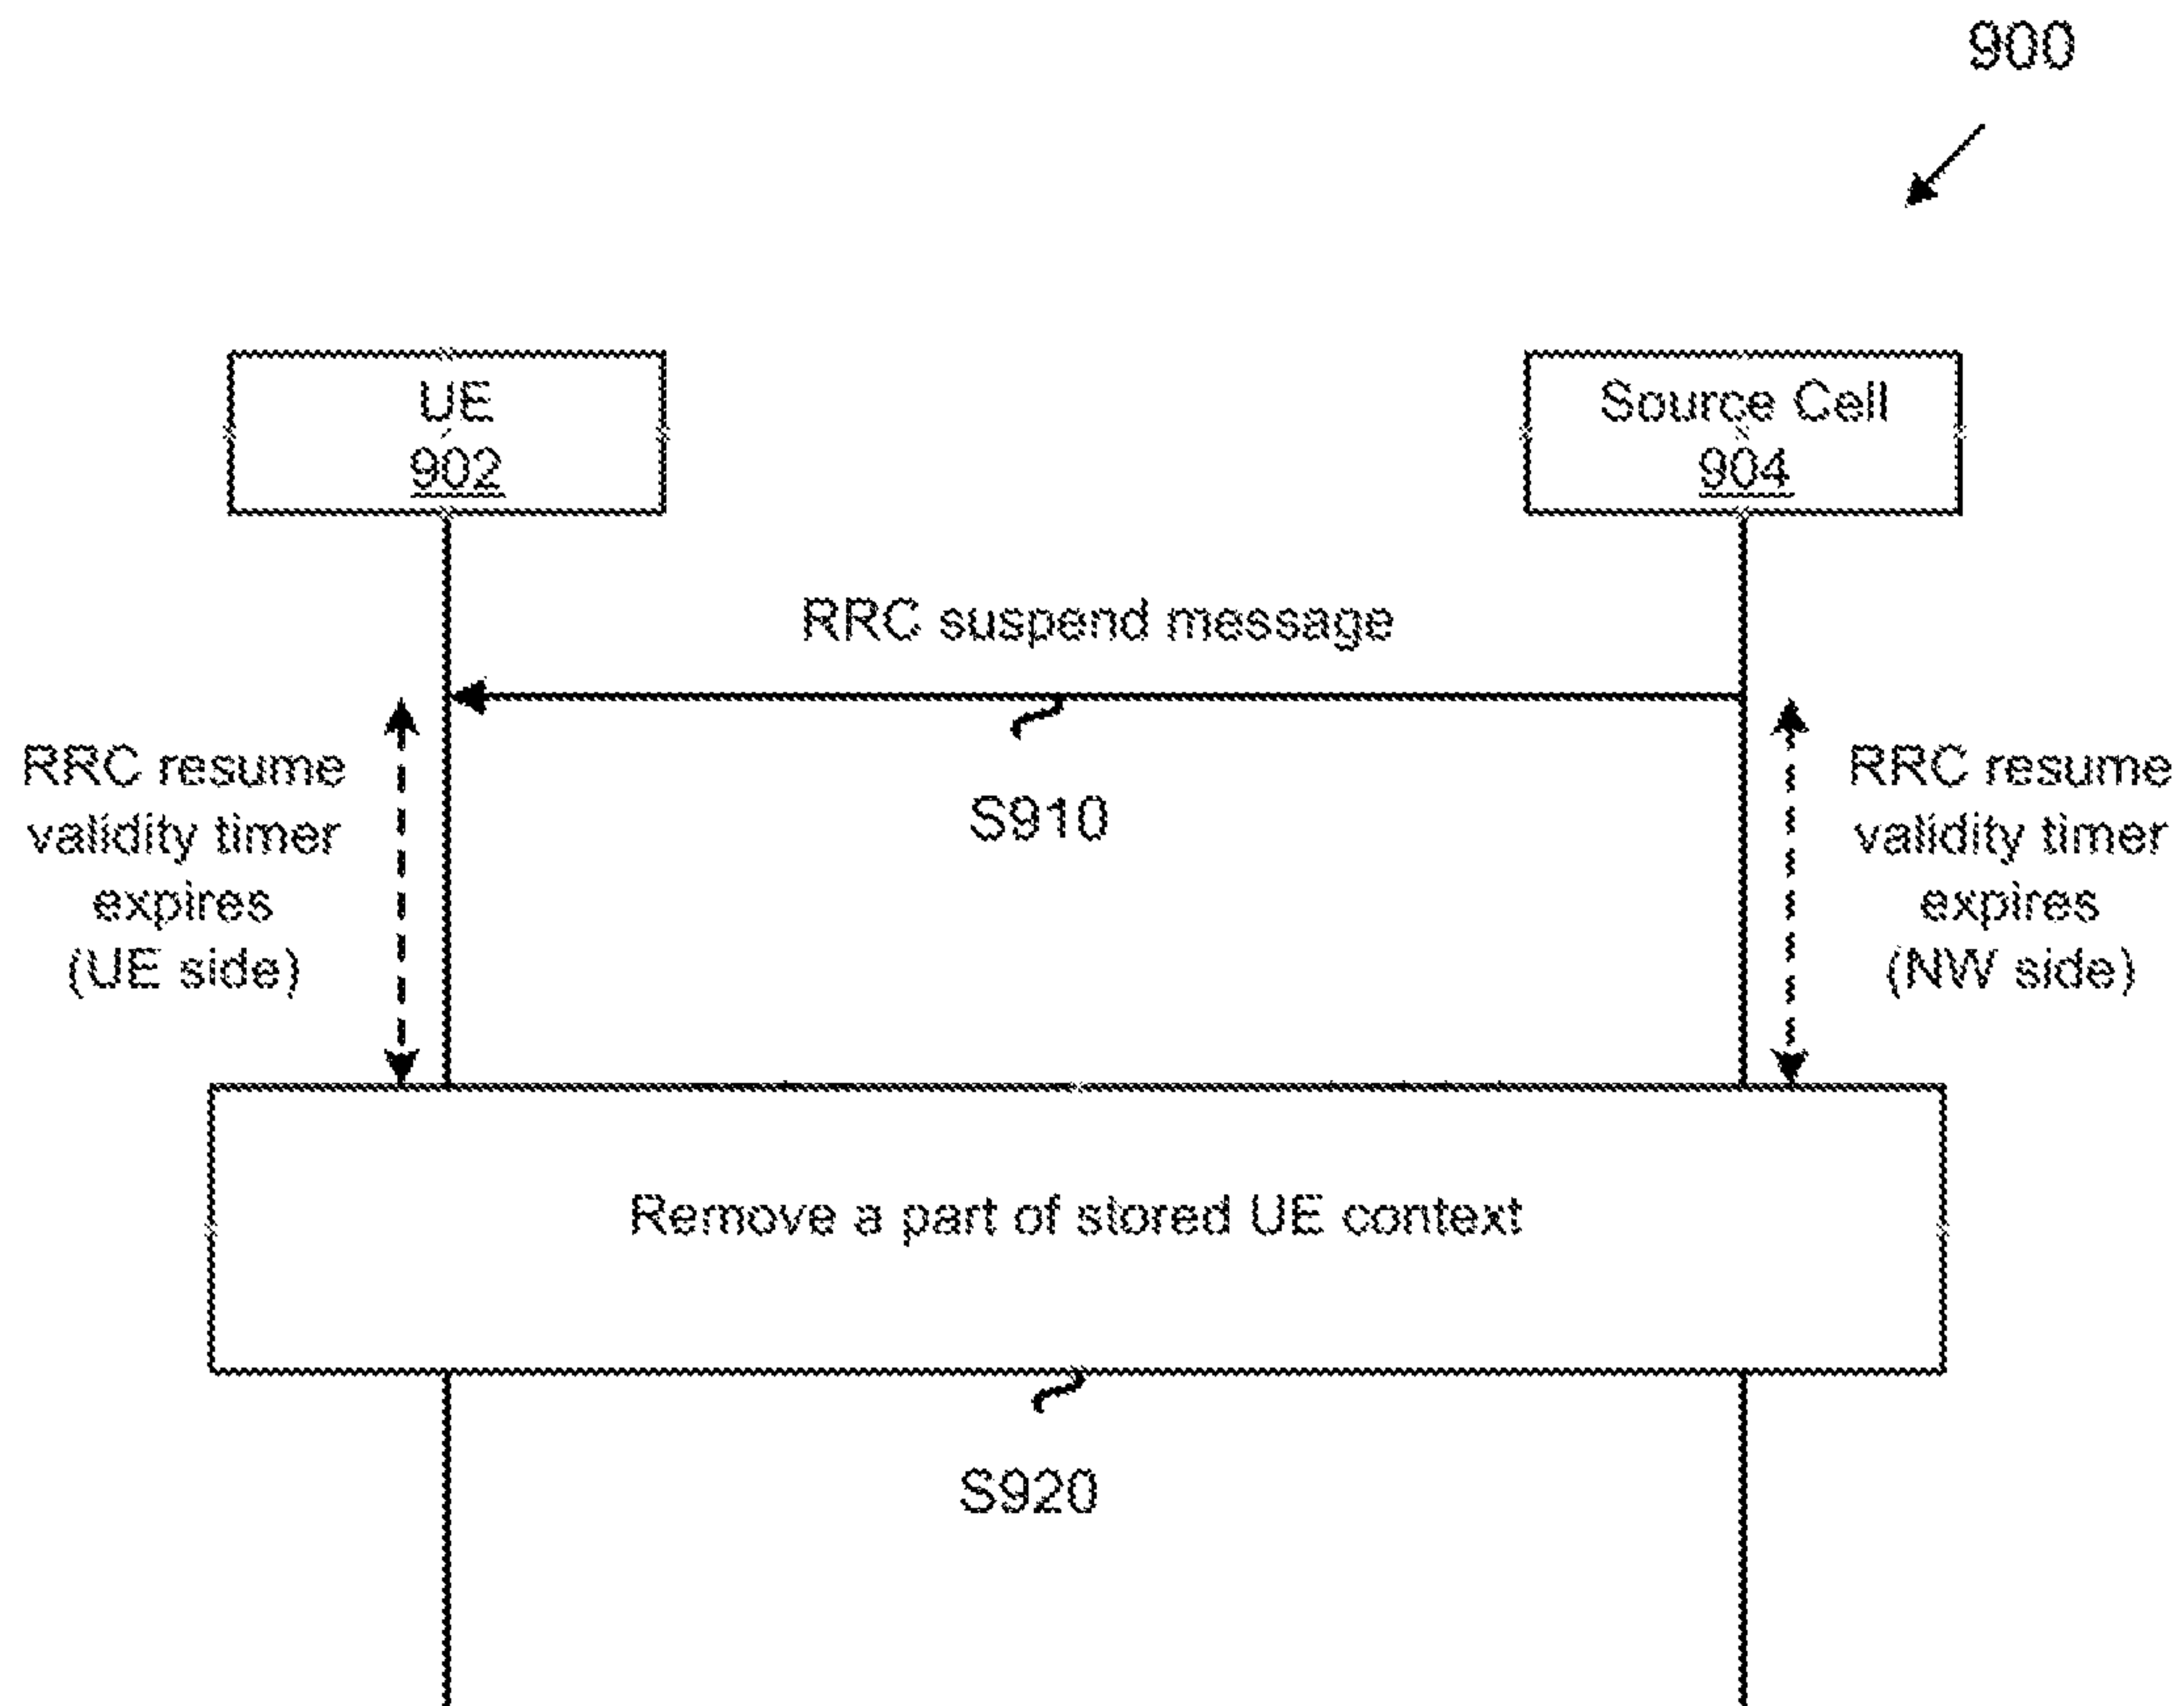 900
UE
902
Source Cell
904
RRC suspend message
S910
RRC resume
validity timer
expires
(UE side)
RRC resume
validity timer
expires
(NW side)
Remove a part of stored UE context
S920